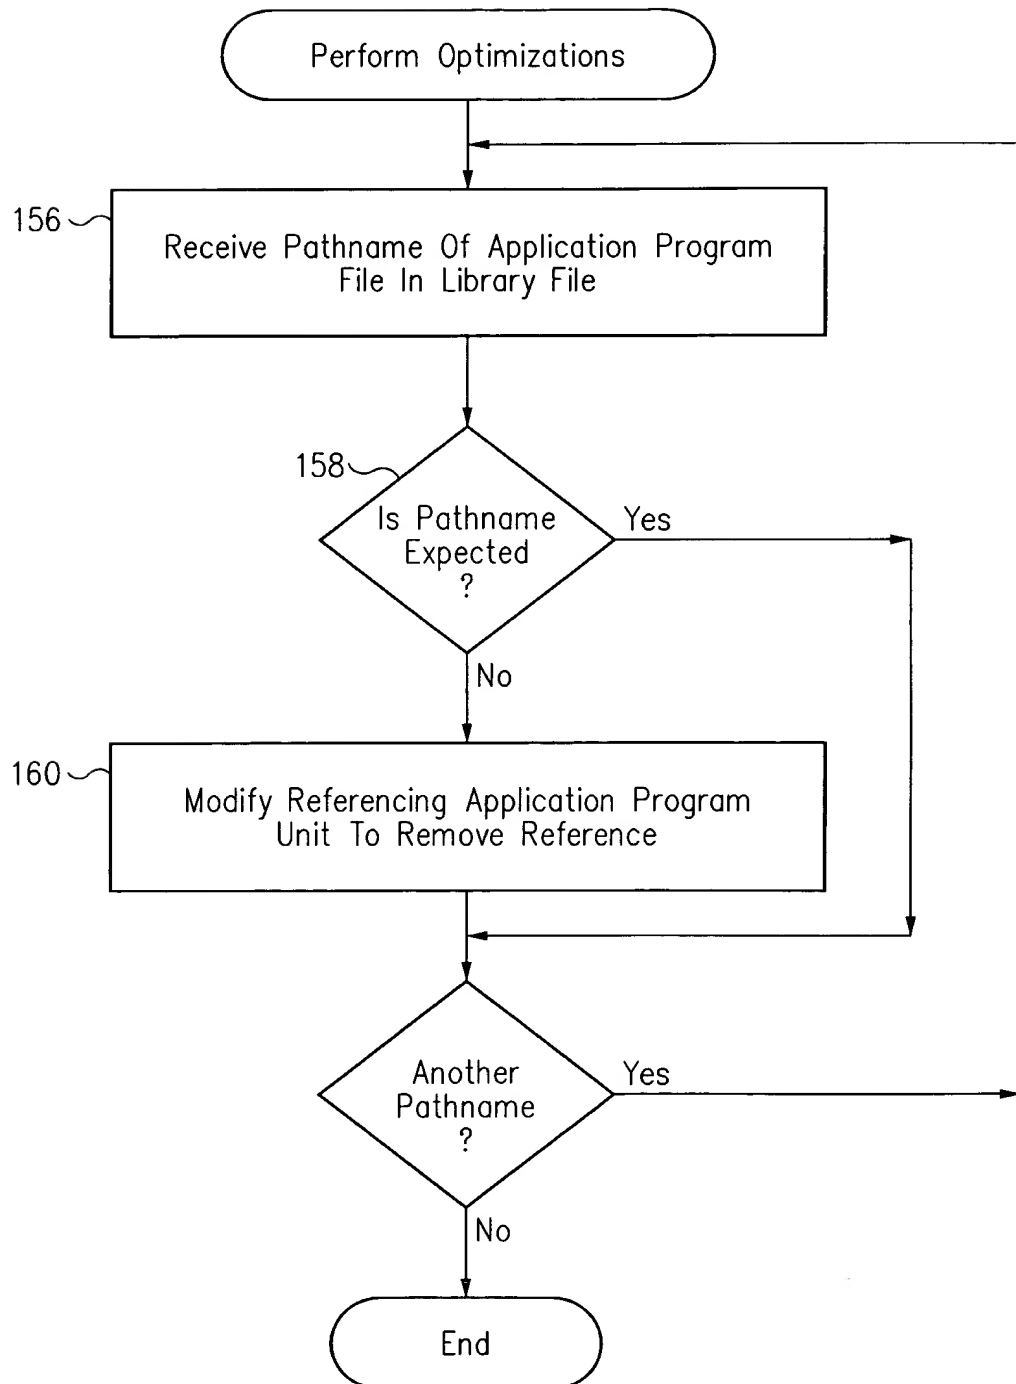 Perform Optimizations
156
Receive Pathname Of Application Program
File In Library File
158
Is Pathname
Expected
?
Yes
No
160
Modify Referencing Application Program
Unit To Remove Reference
Another
Pathname
?
Yes
No
End